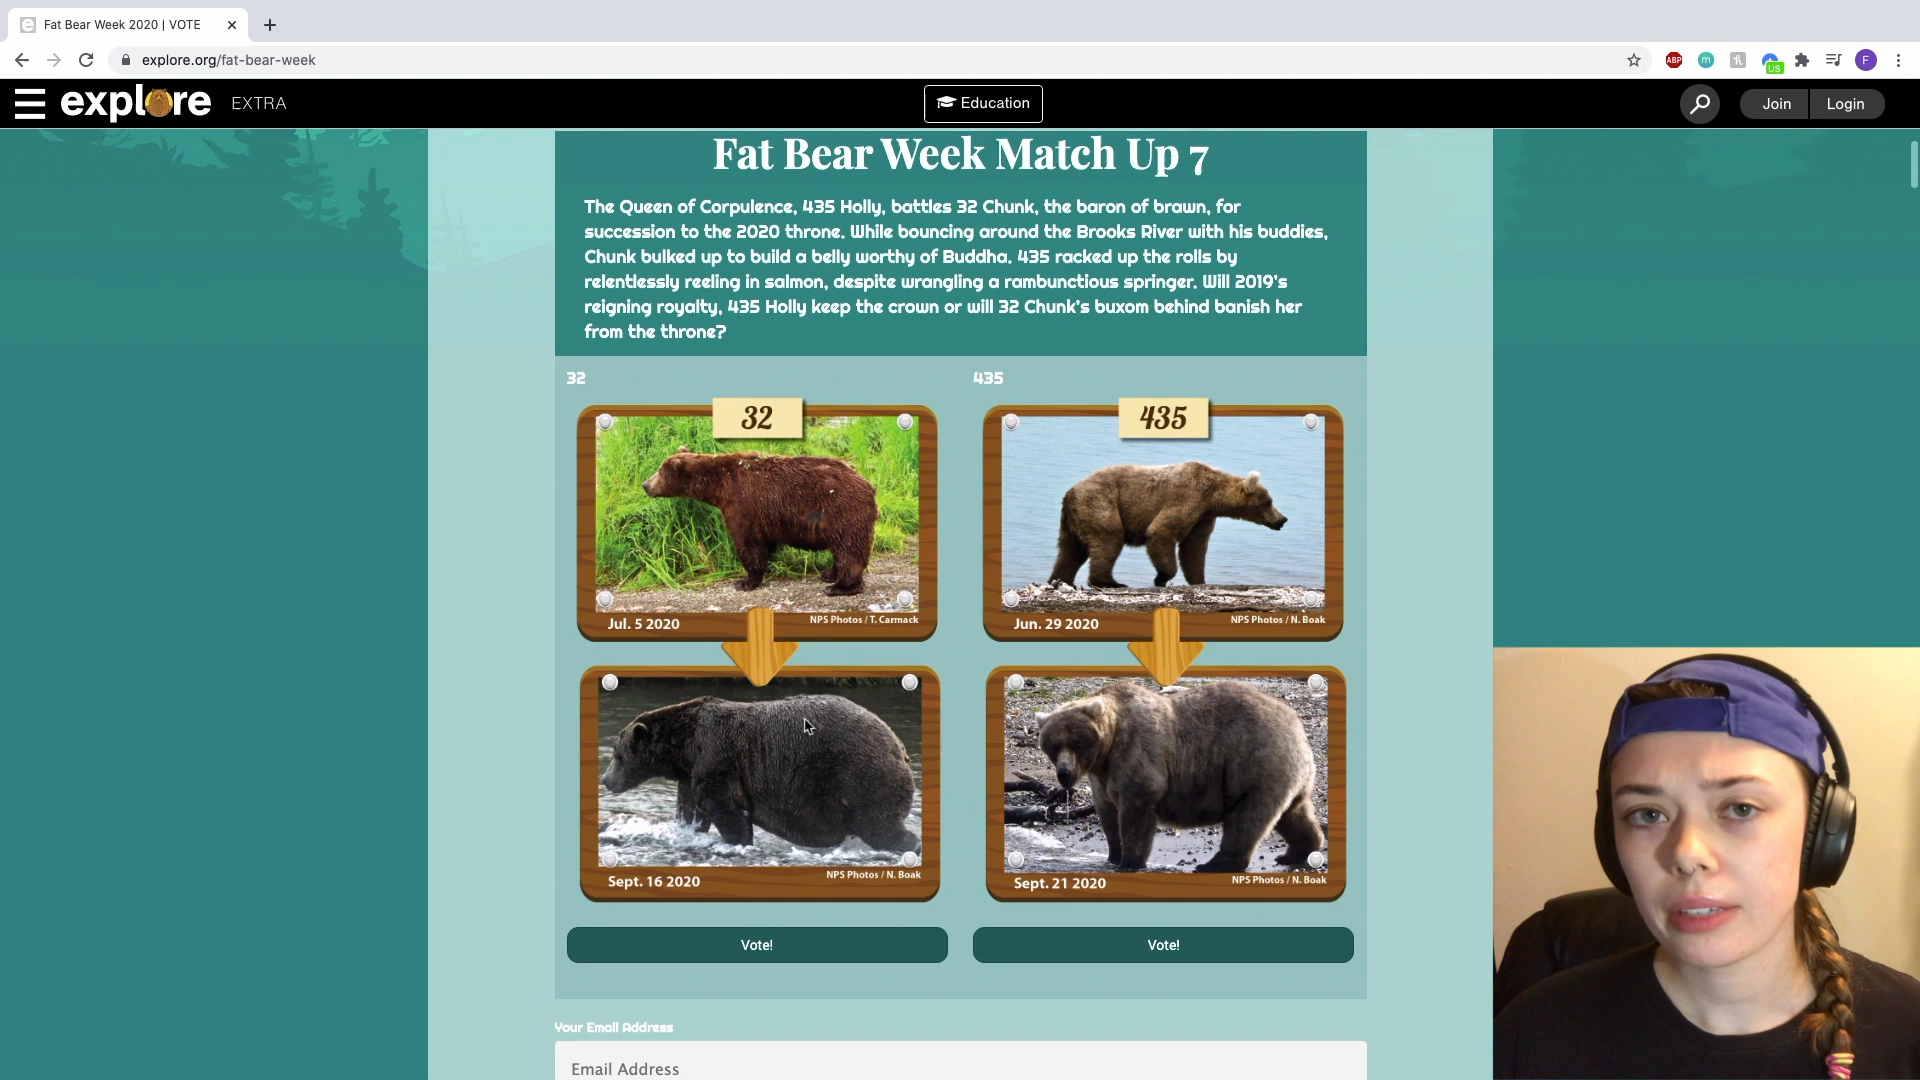 Fat Bear Week 2020 | VOTE
explore.org/fat-bear-week
ABP
m
US
F
explore EXTRA
Education
Join
Login
Fat Bear Week Match Up 7
The Queen of Corpulence, 435 Holly, battles 32 Chunk, the baron of brawn, for
succession to the 2020 throne. While bouncing around the Brooks River with his buddies,
Chunk bulked up to build a belly worthy of Buddha. 435 racked up the rolls by
relentlessly reeling in salmon, despite wrangling a rambunctious springer. Will 2019's
reigning royalty, 435 Holly keep the crown or will 32 Chunk's buxom behind banish her
from the throne?
32
435
32
435
Jul. 5 2020
NPS Photos / T. Carmack
Jun. 29 2020
NPS Photos / N. Boak
Sept. 16 2020
NPS Photos / N. Boak
Sept. 21 2020
NPS Photos / N. Boak
Vote!
Vote!
Your Email Address
Email Address